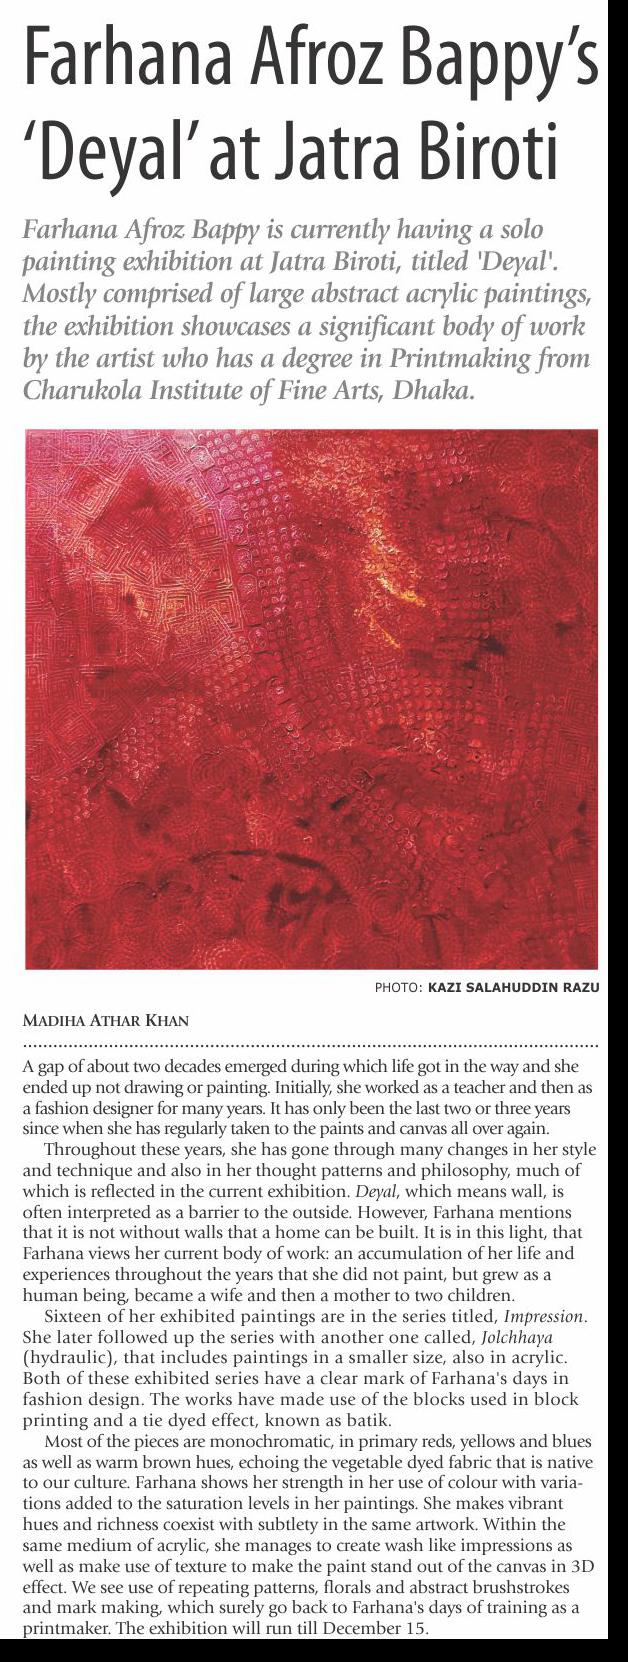 Farhana Afroz Bappy's
'Deyal' at Jatra Biroti
Farhana Afroz Bappy is currently having a solo
painting exhibition at Jatra Biroti, titled 'Deyal'.
Mostly comprised of large abstract acrylic paintings,
the exhibition showcases a significant body of work
by the artist who has a degree in Printmaking from
Charukola Institute of Fine Arts, Dhaka.
PHOTO: KAZI SALAHUDDIN RAZU
MADIHA ATHAR KHAN
A gap of about two decades emerged during which life got in the way and she
ended up not drawing or painting. Initially, she worked as a teacher and then as
a fashion designer for many years. It has only been the last two or three years
since when she has regularly taken to the paints and canvas all over again.
Throughout these years, she has gone through many changes in her style
and technique and also in her thought patterns and philosophy, much of
which is reflected in the current exhibition. Deyal, which means wall, is
often interpreted as a barrier to the outside. However, Farhana mentions
that it is not without walls that a home can be built. It is in this light, that
Farhana views her current body of work: an accumulation of her life and
experiences throughout the years that she did not paint, but grew as a
human being, became a wife and then a mother to two children.
Sixteen of her exhibited paintings are in the series titled, Impression.
She later followed up the series with another one called, Jolchhaya
(hydraulic), that includes paintings in a smaller size, also in acrylic.
Both of these exhibited series have a clear mark of Farhana's days in
fashion design. The works have made use of the blocks used in block
printing and a tie dyed effect, known as batik.
Most of the pieces are monochromatic, in primary reds, yellows and blues
as well as warm brown hues, echoing the vegetable dyed fabric that is native
to our culture. Farhana shows her strength in her use of colour with varia-
tions added to the saturation levels in her paintings. She makes vibrant
hues and richness coexist with subtlety in the same artwork. Within the
same medium of acrylic, she manages to create wash like impressions as
well as make use of texture to make the paint stand out of the canvas in 3D
effect. We see use of repeating patterns, florals and abstract brushstrokes
and mark making, which surely go back to Farhana's days of training as a
printmaker. The exhibition will run till December 15.